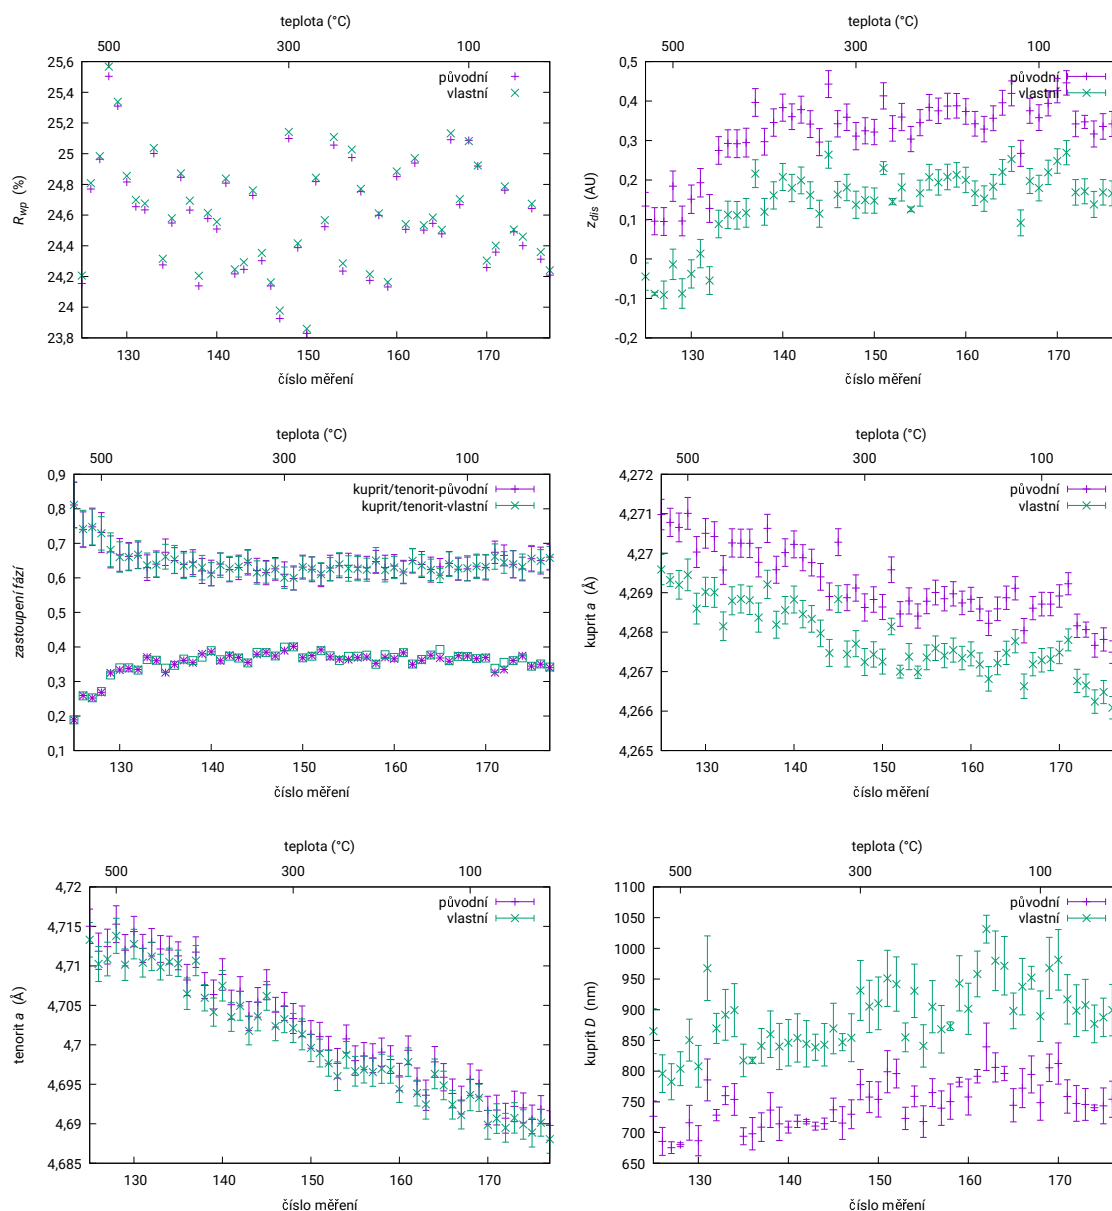 teplota (°C)
500 300 100
25,6
25,4
25,2
25
24,8
24,6
24,4
24,2
24
23,8
R_wp (%)
původní
vlastní
130 140 150 160 170
číslo měření
teplota (°C)
500 300 100
0,5
0,4
0,3
0,2
0,1
0
-0,1
-0,2
z_dis (AU)
původní
vlastní
130 140 150 160 170
číslo měření
teplota (°C)
500 300 100
0,9
0,8
0,7
0,6
0,5
0,4
0,3
0,2
0,1
zastoupení fází
kuprit/tenorit-původní
kuprit/tenorit-vlastní
130 140 150 160 170
číslo měření
teplota (°C)
500 300 100
4,272
4,271
4,27
4,269
4,268
4,267
4,266
4,265
kuprit a (Å)
původní
vlastní
130 140 150 160 170
číslo měření
teplota (°C)
500 300 100
4,72
4,715
4,71
4,705
4,7
4,695
4,69
4,685
tenorit a (Å)
původní
vlastní
130 140 150 160 170
číslo měření
teplota (°C)
500 300 100
1100
1050
1000
950
900
850
800
750
700
650
kuprit D (nm)
původní
vlastní
130 140 150 160 170
číslo měření